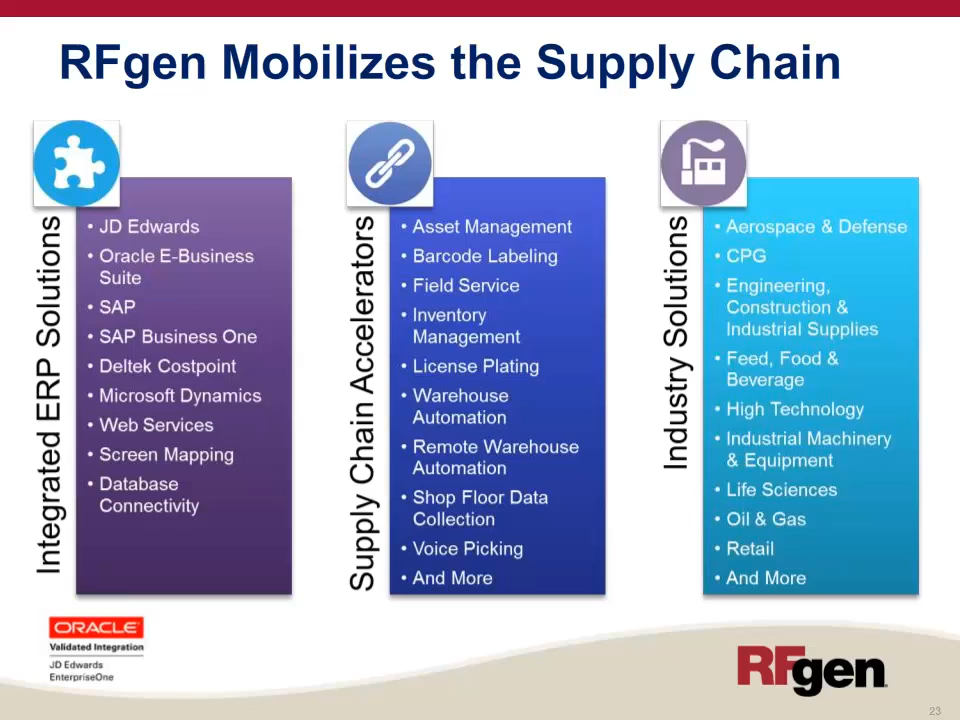 RFgen Mobilizes the Supply Chain
Integrated ERP Solutions
• JD Edwards
• Oracle E-Business
Suite
• SAP
• SAP Business One
• Deltek Costpoint
• Microsoft Dynamics
• Web Services
• Screen Mapping
• Database
Connectivity
Supply Chain Accelerators
• Asset Management
• Barcode Labeling
• Field Service
• Inventory
Management
• License Plating
• Warehouse
Automation
• Remote Warehouse
Automation
• Shop Floor Data
Collection
• Voice Picking
• And More
Industry Solutions
• Aerospace & Defense
• CPG
• Engineering,
Construction &
Industrial Supplies
• Feed, Food &
Beverage
• High Technology
• Industrial Machinery
& Equipment
• Life Sciences
• Oil & Gas
• Retail
• And More
ORACLE
Validated Integration
JD Edwards
EnterpriseOne
RFgen
23